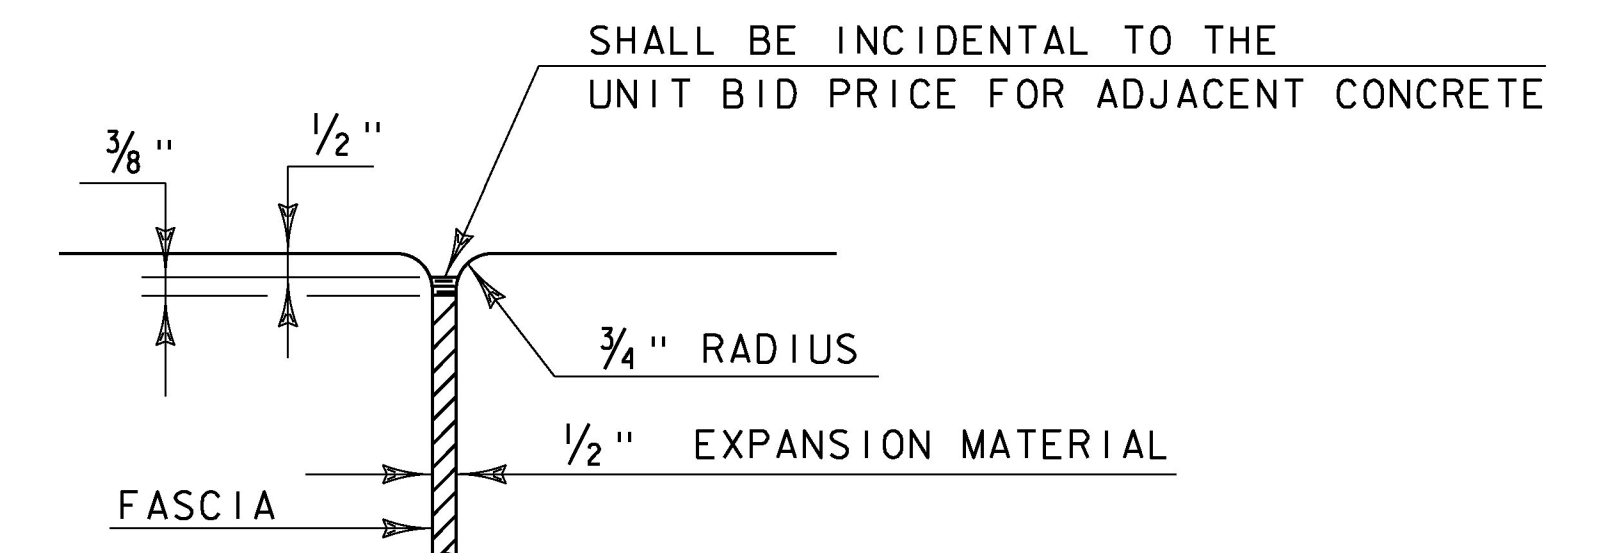 SHALL BE INCIDENTAL TO THE
UNIT BID PRICE FOR ADJACENT CONCRETE
3/8"
1/2"
3/4" RADIUS
1/2" EXPANSION MATERIAL
FASCIA